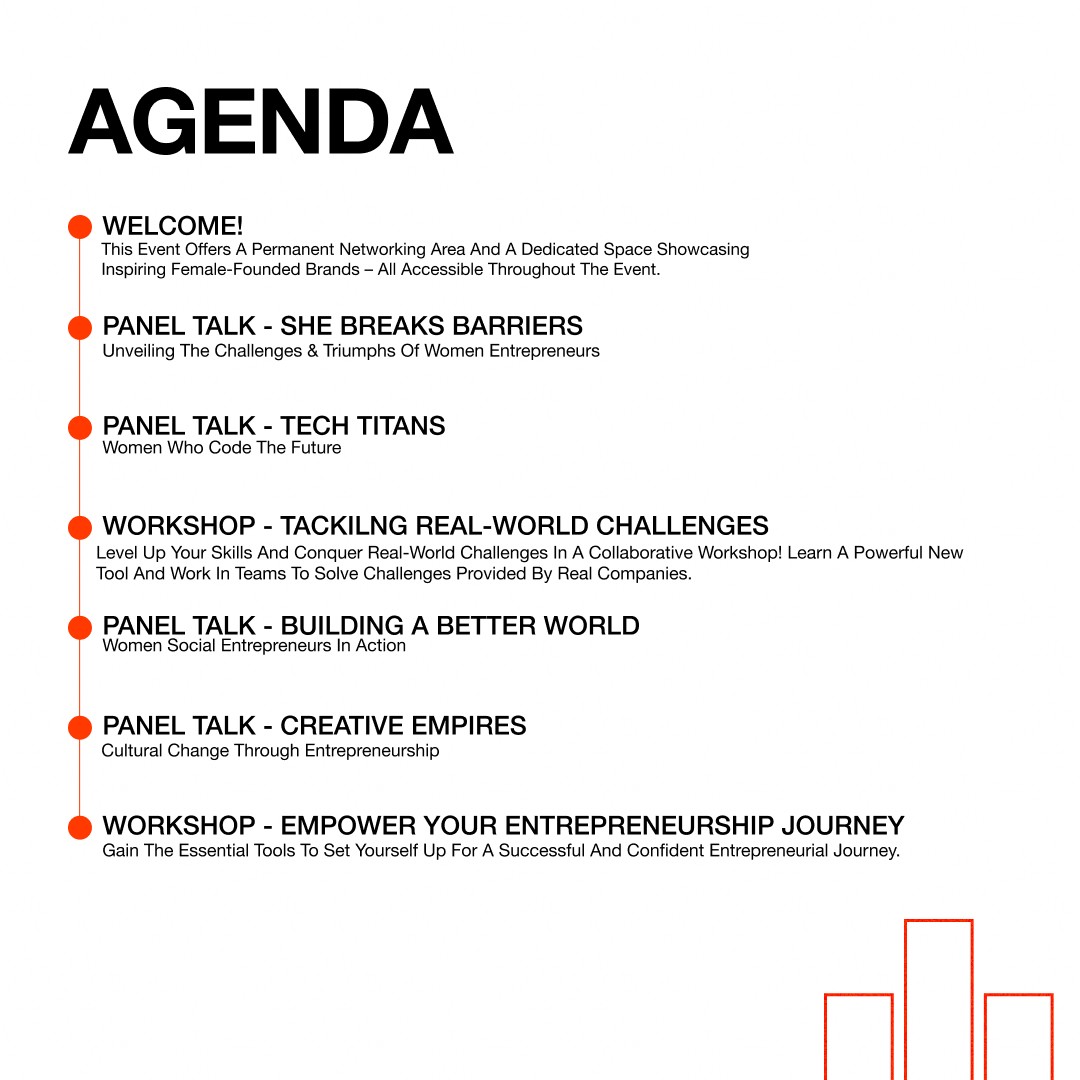 AGENDA
WELCOME!
This Event Offers A Permanent Networking Area And A Dedicated Space Showcasing
Inspiring Female-Founded Brands – All Accessible Throughout The Event.
PANEL TALK - SHE BREAKS BARRIERS
Unveiling The Challenges & Triumphs Of Women Entrepreneurs
PANEL TALK - TECH TITANS
Women Who Code The Future
WORKSHOP - TACKILNG REAL-WORLD CHALLENGES
Level Up Your Skills And Conquer Real-World Challenges In A Collaborative Workshop! Learn A Powerful New
Tool And Work In Teams To Solve Challenges Provided By Real Companies.
PANEL TALK - BUILDING A BETTER WORLD
Women Social Entrepreneurs In Action
PANEL TALK - CREATIVE EMPIRES
Cultural Change Through Entrepreneurship
WORKSHOP - EMPOWER YOUR ENTREPRENEURSHIP JOURNEY
Gain The Essential Tools To Set Yourself Up For A Successful And Confident Entrepreneurial Journey.